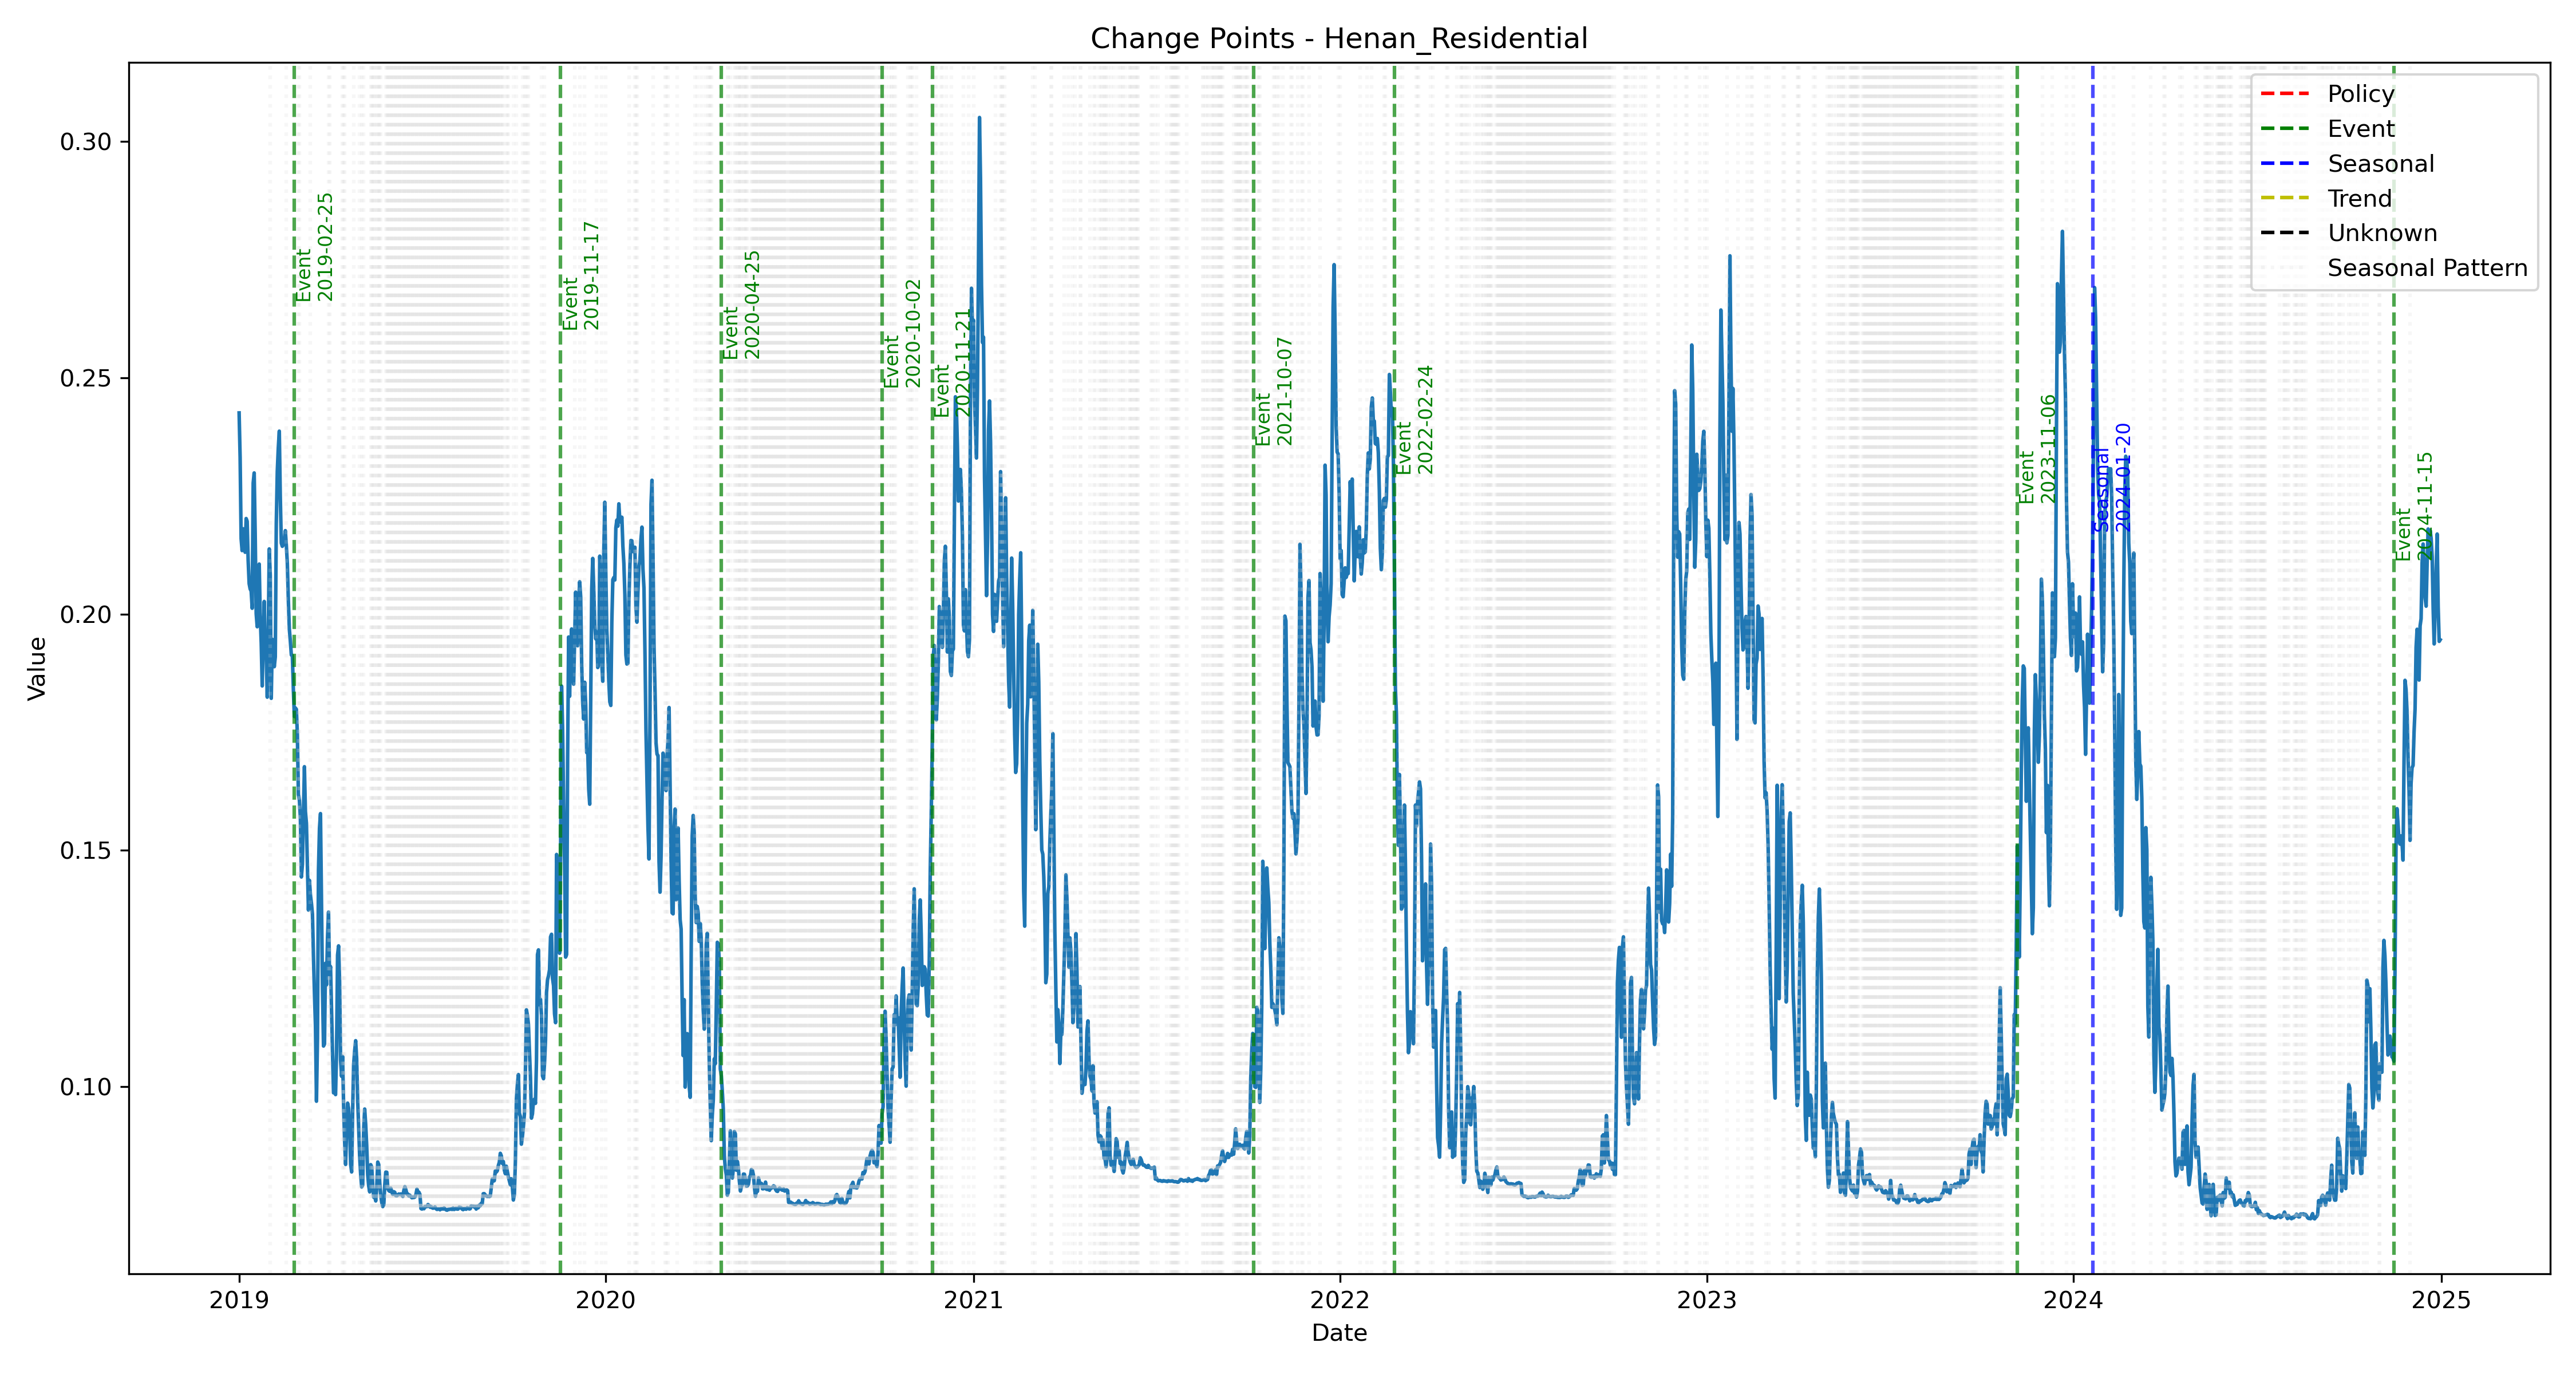 Change Points - Henan_Residential
Policy
Event
Seasonal
Trend
Unknown
Seasonal Pattern
Event
2019-02-25
Event
2019-11-17
Event
2020-04-25
Event
2020-10-02
Event
2020-11-21
Event
2021-10-07
Event
2022-02-24
Event
2023-11-06
Seasonal
2024-01-20
Event
2024-11-15
Value
0.30
0.25
0.20
0.15
0.10
2019
2020
2021
2022
2023
2024
2025
Date